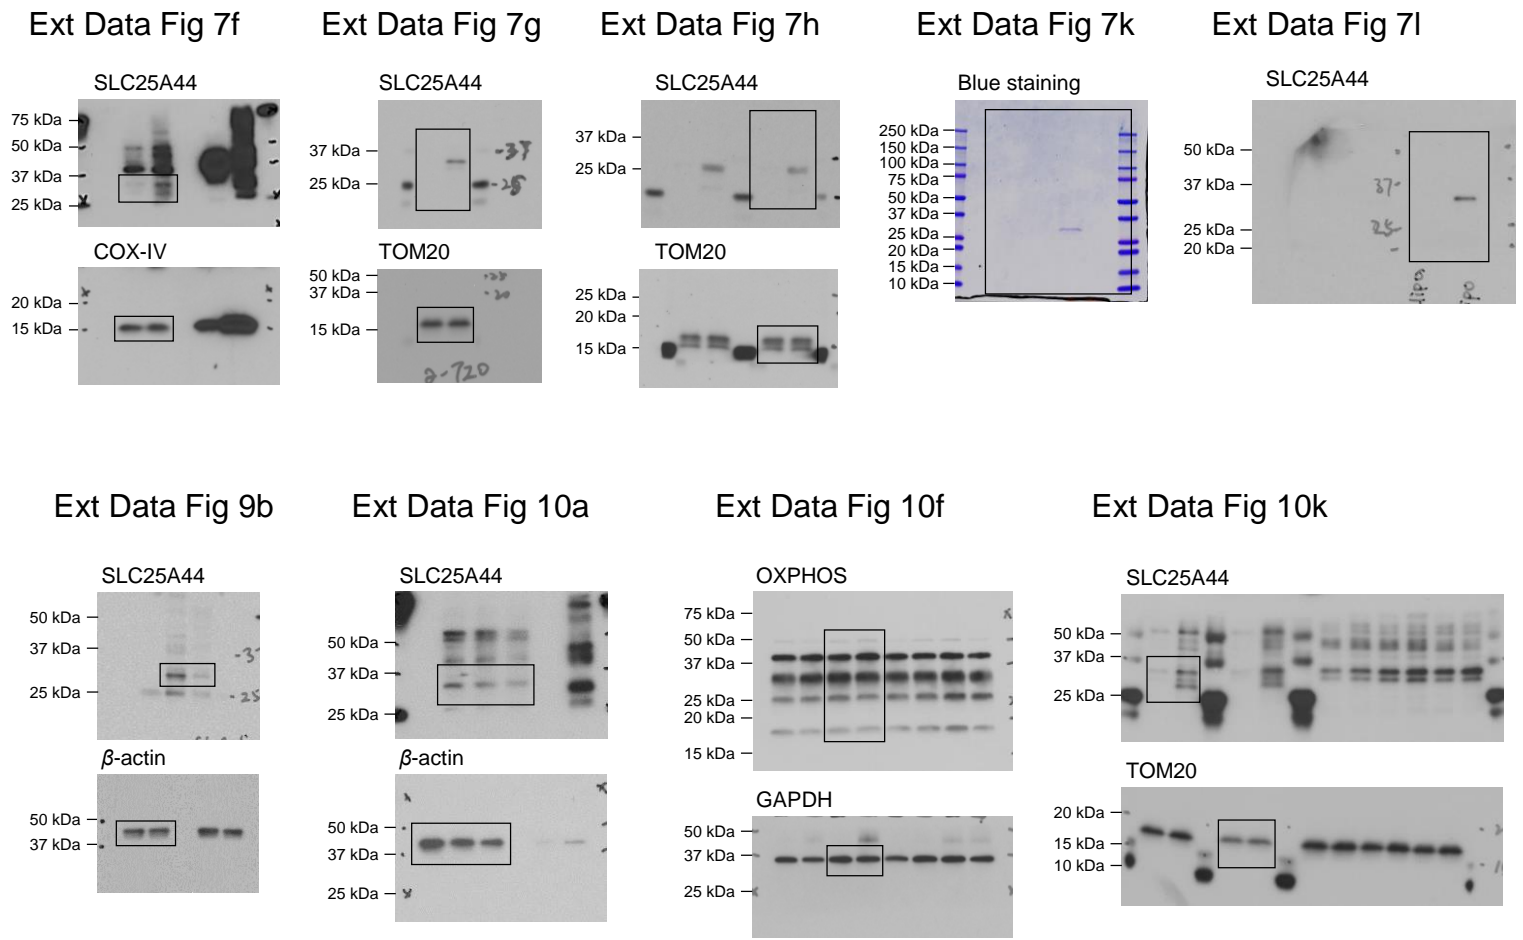 Ext Data Fig 7f
SLC25A44
75 kDa
50 kDa
37 kDa
25 kDa
COX-IV
20 kDa
15 kDa
Ext Data Fig 7g
SLC25A44
37 kDa
25 kDa
-37
-25
TOM20
50 kDa
37 kDa
15 kDa
2-720
Ext Data Fig 7h
SLC25A44
37 kDa
25 kDa
TOM20
25 kDa
20 kDa
15 kDa
Ext Data Fig 7k
Blue staining
250 kDa
150 kDa
100 kDa
75 kDa
50 kDa
37 kDa
25 kDa
20 kDa
15 kDa
10 kDa
Ext Data Fig 7l
SLC25A44
50 kDa
37 kDa
25 kDa
20 kDa
37-
25-
Ext Data Fig 9b
SLC25A44
50 kDa
37 kDa
25 kDa
-3
-25
β-actin
50 kDa
37 kDa
Ext Data Fig 10a
SLC25A44
50 kDa
37 kDa
25 kDa
β-actin
50 kDa
37 kDa
25 kDa
Ext Data Fig 10f
OXPHOS
75 kDa
50 kDa
37 kDa
25 kDa
20 kDa
15 kDa
GAPDH
50 kDa
37 kDa
25 kDa
Ext Data Fig 10k
SLC25A44
50 kDa
37 kDa
25 kDa
TOM20
20 kDa
15 kDa
10 kDa